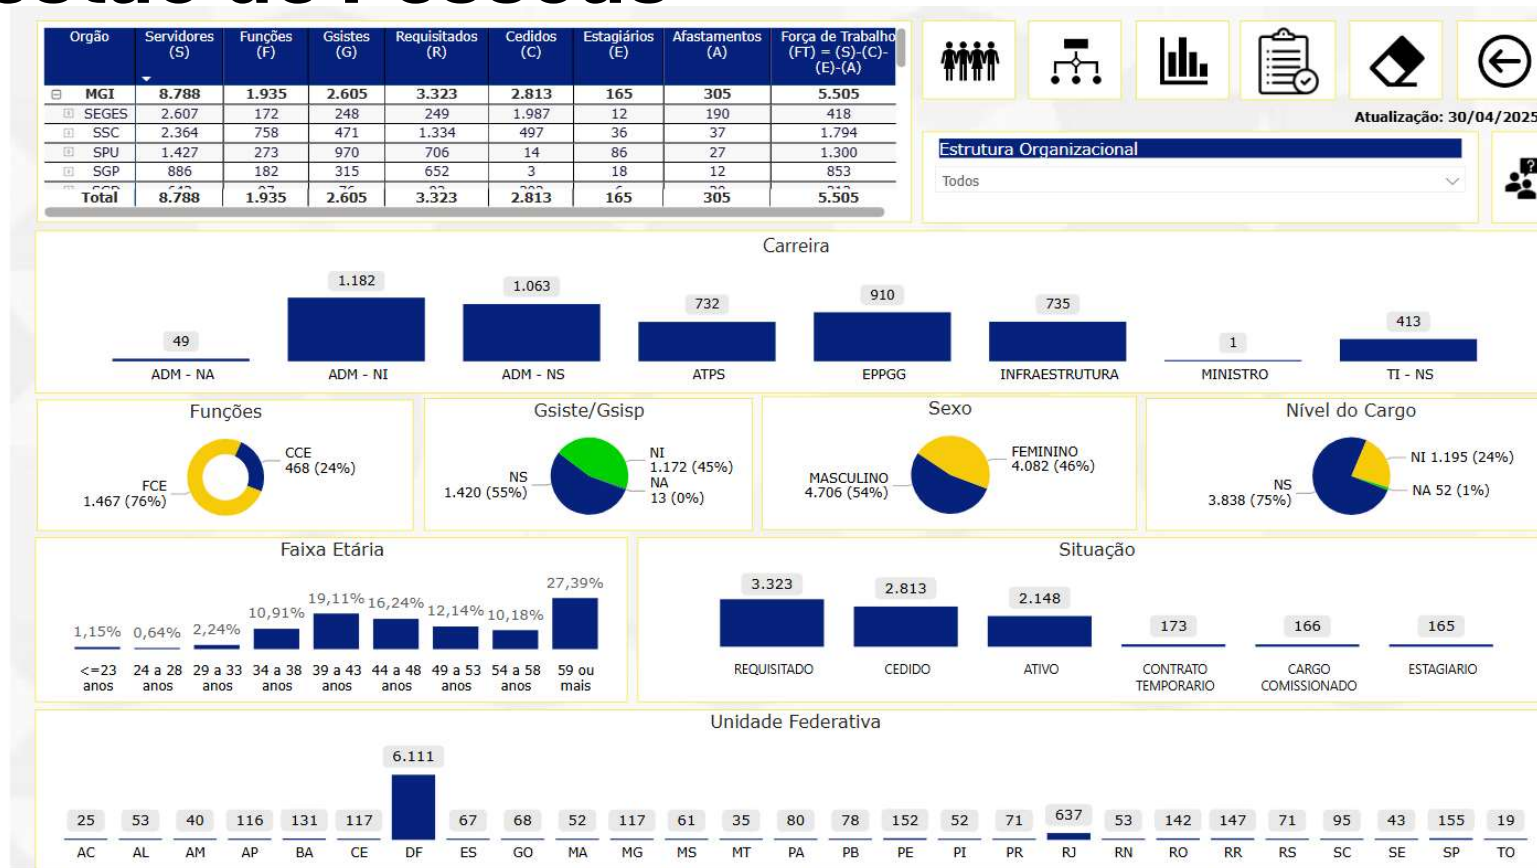 Orgão Servidores (S) Funções (F) Gsistes (G) Requisitados (R) Cedidos (C) Estagiários (E) Afastamentos (A) Força de Trabalho (FT) = (S)-(C)-(E)-(A)
MGI 8.788 1.935 2.605 3.323 2.813 165 305 5.505
SEGES 2.607 172 248 249 1.987 12 190 418
SSC 2.364 758 471 1.334 497 36 37 1.794
SPU 1.427 273 970 706 14 86 27 1.300
SGP 886 182 315 652 3 18 12 853
Total 8.788 1.935 2.605 3.323 2.813 165 305 5.505
Atualização: 30/04/2025
Estrutura Organizacional
Todos
Carreira
49 1.182 1.063 732 910 735 1 413
ADM - NA ADM - NI ADM - NS ATPS EPPGG INFRAESTRUTURA MINISTRO TI - NS
Funções
CCE
468 (24%)
FCE
1.467 (76%)
Gsiste/Gsisp
NI
1.172 (45%)
NA
13 (0%)
NS
1.420 (55%)
Sexo
FEMININO
4.082 (46%)
MASCULINO
4.706 (54%)
Nível do Cargo
NI 1.195 (24%)
NA 52 (1%)
NS
3.838 (75%)
Faixa Etária
1,15% 0,64% 2,24% 10,91% 19,11% 16,24% 12,14% 10,18% 27,39%
<=23 24 a 28 29 a 33 34 a 38 39 a 43 44 a 48 49 a 53 54 a 58 59 ou
anos anos anos anos anos anos anos anos mais
Situação
3.323 2.813 2.148 173 166 165
REQUISITADO CEDIDO ATIVO CONTRATO TEMPORARIO CARGO COMISSIONADO ESTAGIARIO
Unidade Federativa
25 53 40 116 131 117 6.111 67 68 52 117 61 35 80 78 152 52 71 637 53 142 147 71 95 43 155 19
AC AL AM AP BA CE DF ES GO MA MG MS MT PA PB PE PI PR RJ RN RO RR RS SC SE SP TO